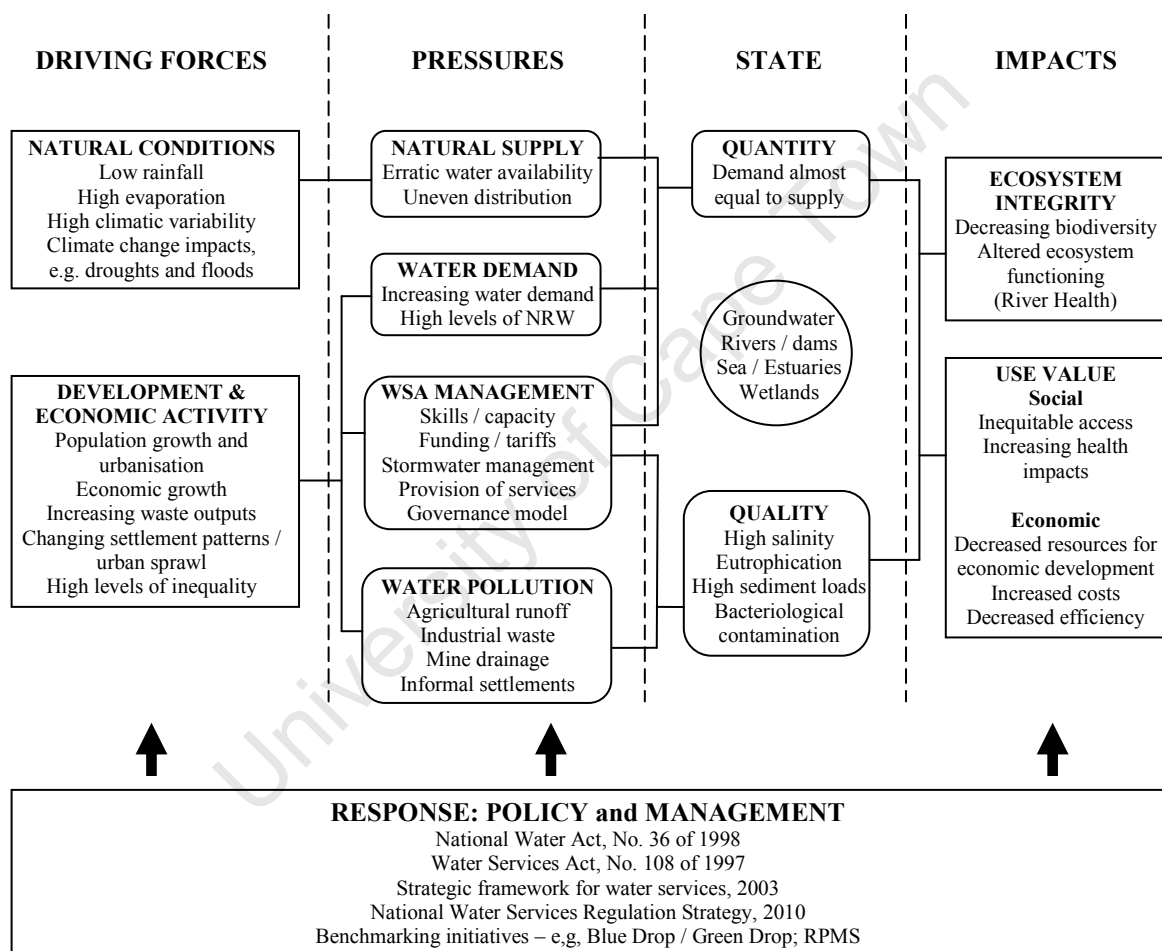 DRIVING FORCES
PRESSURES
STATE
IMPACTS
NATURAL CONDITIONS
Low rainfall
High evaporation
High climatic variability
Climate change impacts,
e.g. droughts and floods
DEVELOPMENT &
ECONOMIC ACTIVITY
Population growth and
urbanisation
Economic growth
Increasing waste outputs
Changing settlement patterns /
urban sprawl
High levels of inequality
NATURAL SUPPLY
Erratic water availability
Uneven distribution
WATER DEMAND
Increasing water demand
High levels of NRW
WSA MANAGEMENT
Skills / capacity
Funding / tariffs
Stormwater management
Provision of services
Governance model
WATER POLLUTION
Agricultural runoff
Industrial waste
Mine drainage
Informal settlements
QUANTITY
Demand almost
equal to supply
Groundwater
Rivers / dams
Sea / Estuaries
Wetlands
QUALITY
High salinity
Eutrophication
High sediment loads
Bacteriological
contamination
ECOSYSTEM
INTEGRITY
Decreasing biodiversity
Altered ecosystem
functioning
(River Health)
USE VALUE
Social
Inequitable access
Increasing health
impacts
Economic
Decreased resources for
economic development
Increased costs
Decreased efficiency
RESPONSE: POLICY and MANAGEMENT
National Water Act, No. 36 of 1998
Water Services Act, No. 108 of 1997
Strategic framework for water services, 2003
National Water Services Regulation Strategy, 2010
Benchmarking initiatives – e,g, Blue Drop / Green Drop; RPMS
University of Cape Town